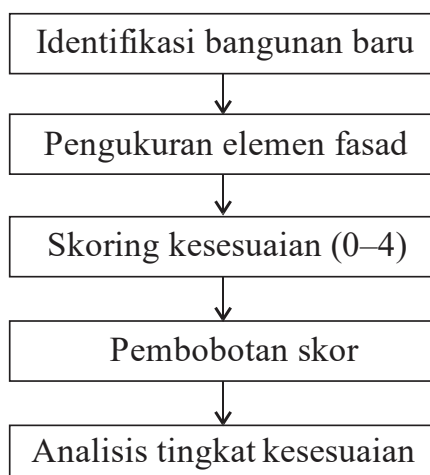 Identifikasi bangunan baru
Pengukuran elemen fasad
Skoring kesesuaian (0–4)
Pembobotan skor
Analisis tingkat kesesuaian